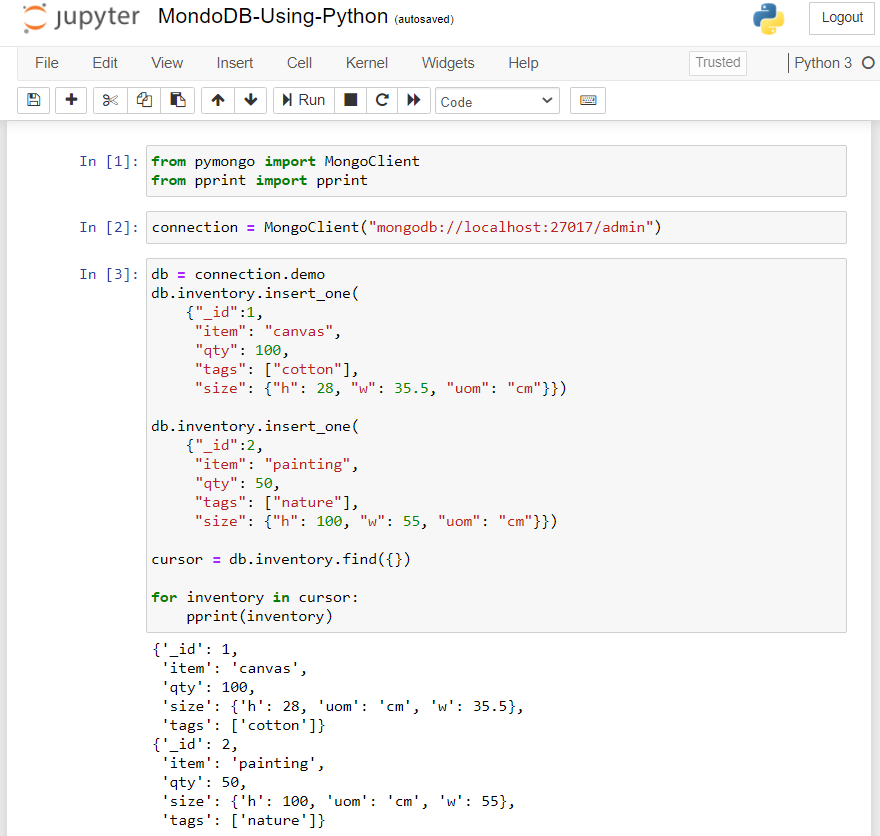 jupyter MondoDB-Using-Python (autosaved) Logout
File Edit View Insert Cell Kernel Widgets Help Trusted Python 3
Run Code
In [1]: from pymongo import MongoClient
from pprint import pprint
In [2]: connection = MongoClient("mongodb://localhost:27017/admin")
In [3]: db = connection.demo
db.inventory.insert_one(
{"_id":1,
"item": "canvas",
"qty": 100,
"tags": ["cotton"],
"size": {"h": 28, "w": 35.5, "uom": "cm"}})
db.inventory.insert_one(
{"_id":2,
"item": "painting",
"qty": 50,
"tags": ["nature"],
"size": {"h": 100, "w": 55, "uom": "cm"}})
cursor = db.inventory.find({})
for inventory in cursor:
pprint(inventory)
{'_id': 1,
'item': 'canvas',
'qty': 100,
'size': {'h': 28, 'uom': 'cm', 'w': 35.5},
'tags': ['cotton']}
{'_id': 2,
'item': 'painting',
'qty': 50,
'size': {'h': 100, 'uom': 'cm', 'w': 55},
'tags': ['nature']}